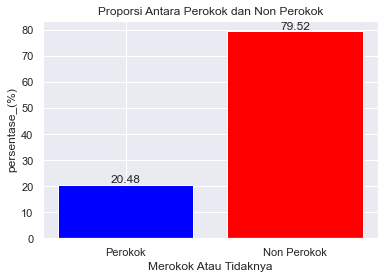 Proporsi Antara Perokok dan Non Perokok
persentase_(%)
80
70
60
50
40
30
20
10
0
20.48
79.52
Perokok
Non Perokok
Merokok Atau Tidaknya